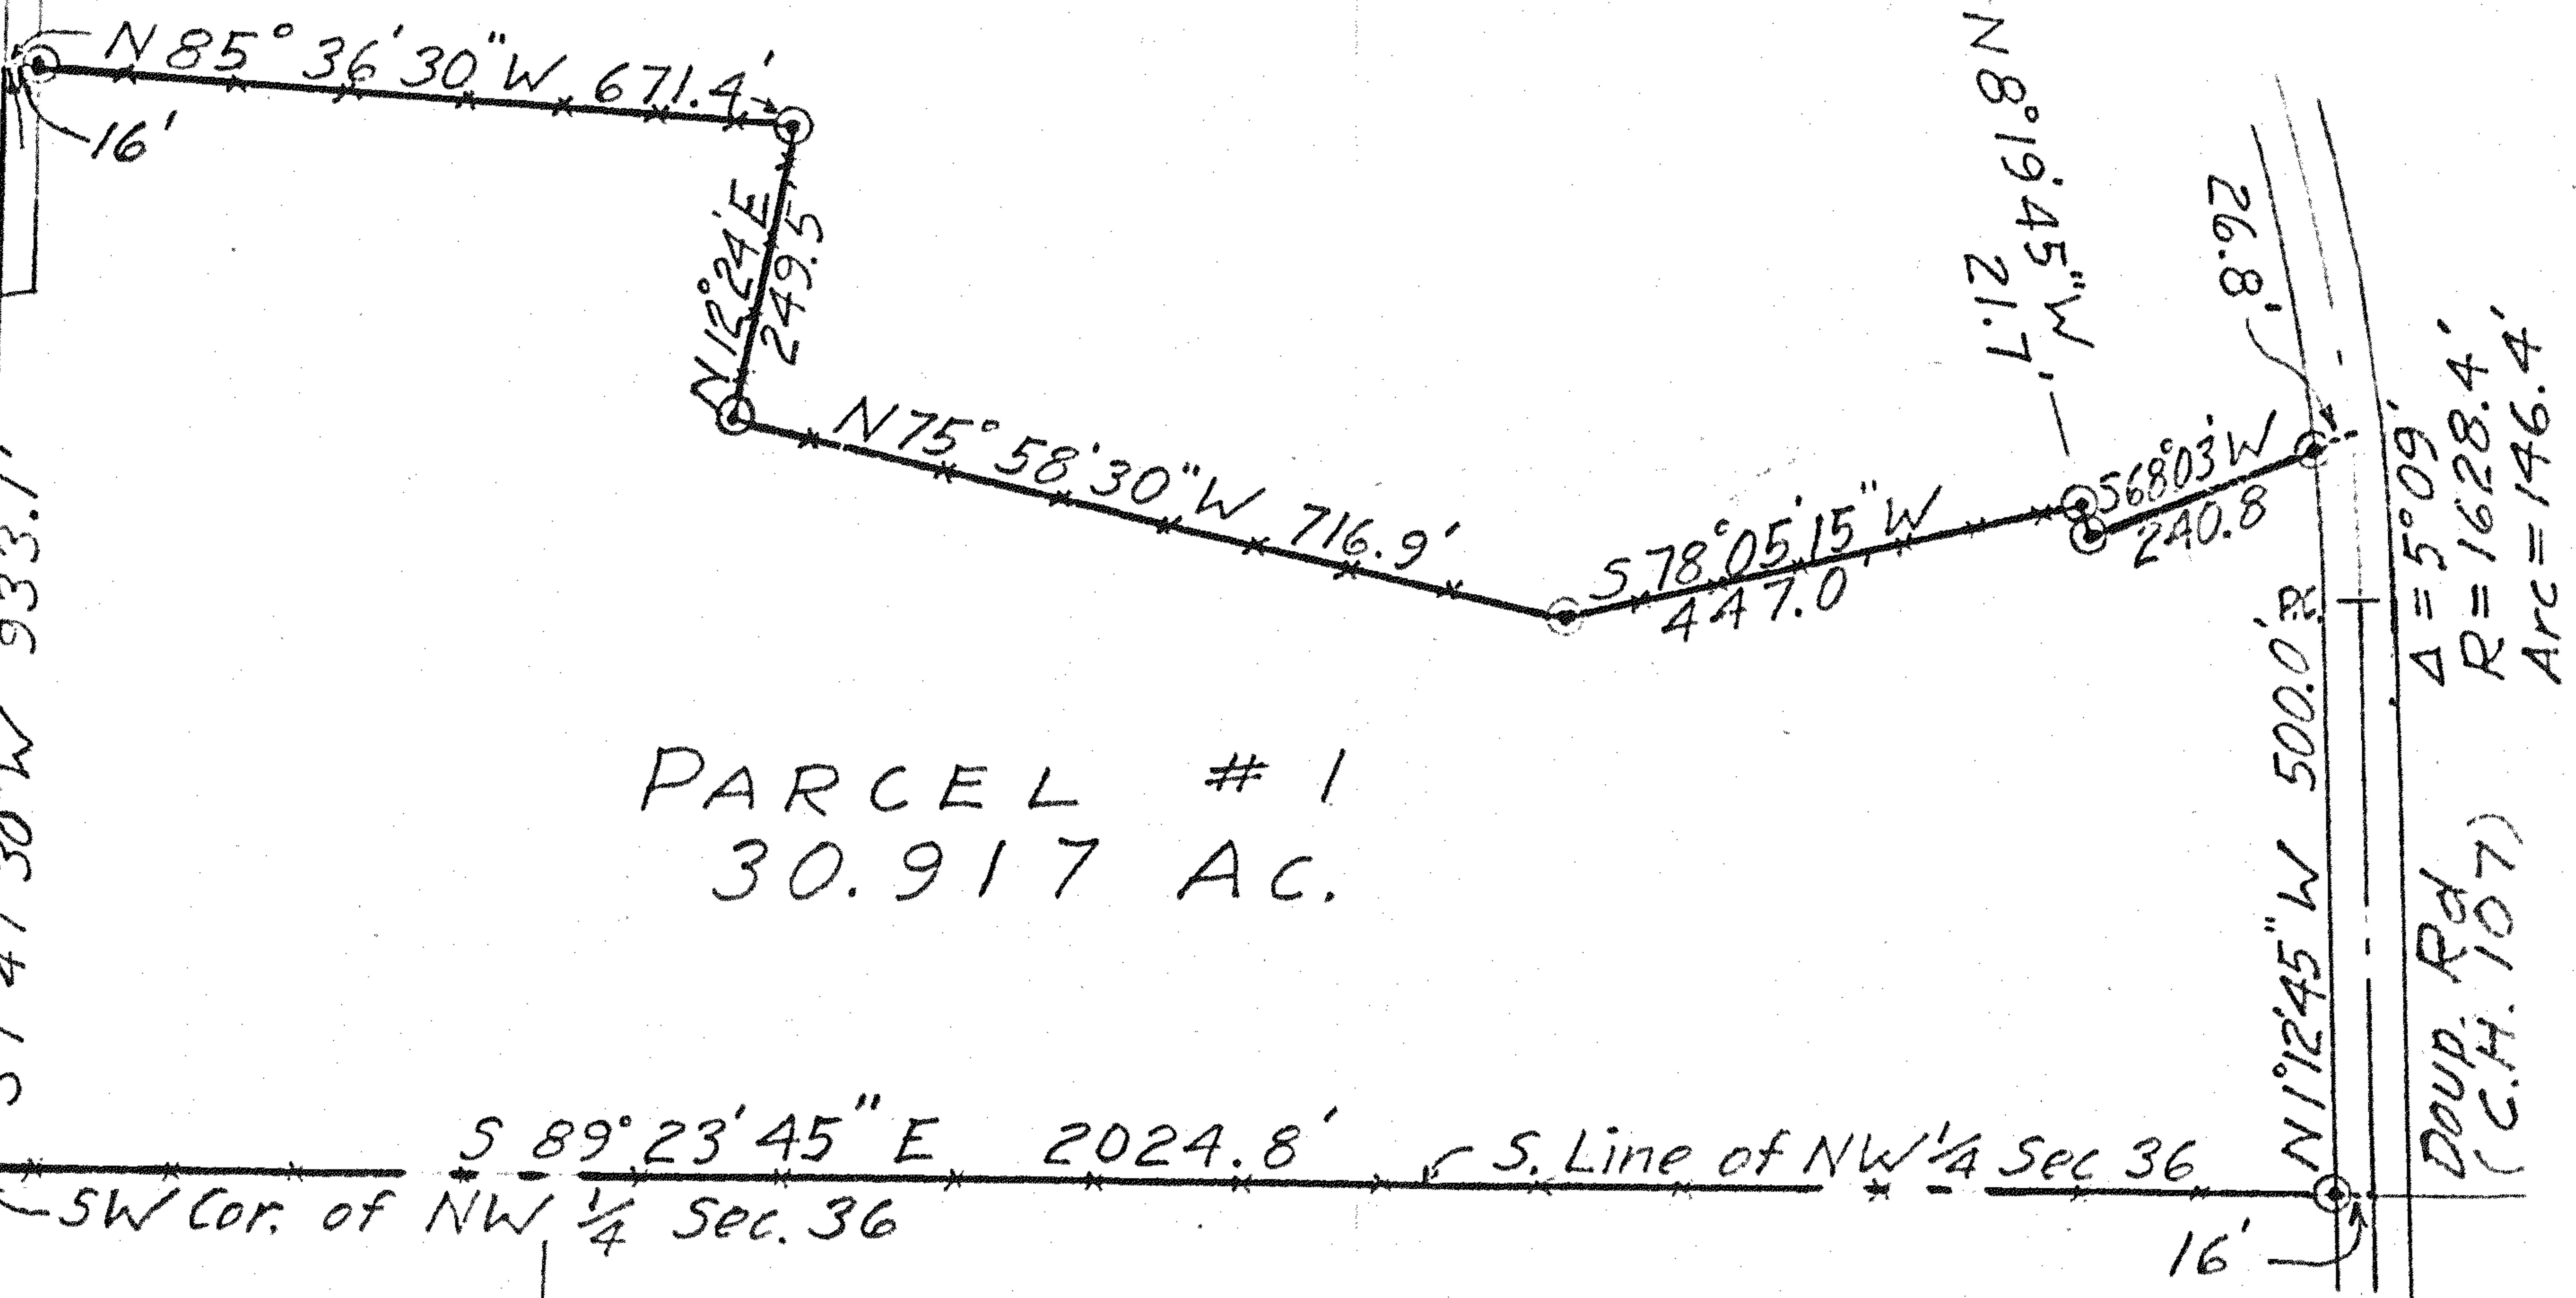 N 85° 36' 30" W 671.4'
16'
N 12° 24' E
249.5
N 8° 19' 45" W
21.7'
26.8'
N 75° 58' 30" W 716.9'
S 78° 05' 15" W
447.0
S 68° 03' W
240.8
Δ = 5° 09'
R = 1628.4'
Arc = 146.4'
30" W 933.1'
PARCEL # 1
30.917 Ac.
N 1° 12' 45" W 500.0'
Doup. Rd
(C.H. 107)
S 89° 23' 45" E 2024.8'
S. Line of NW 1/4 Sec 36
SW Cor. of NW 1/4 Sec. 36
16'